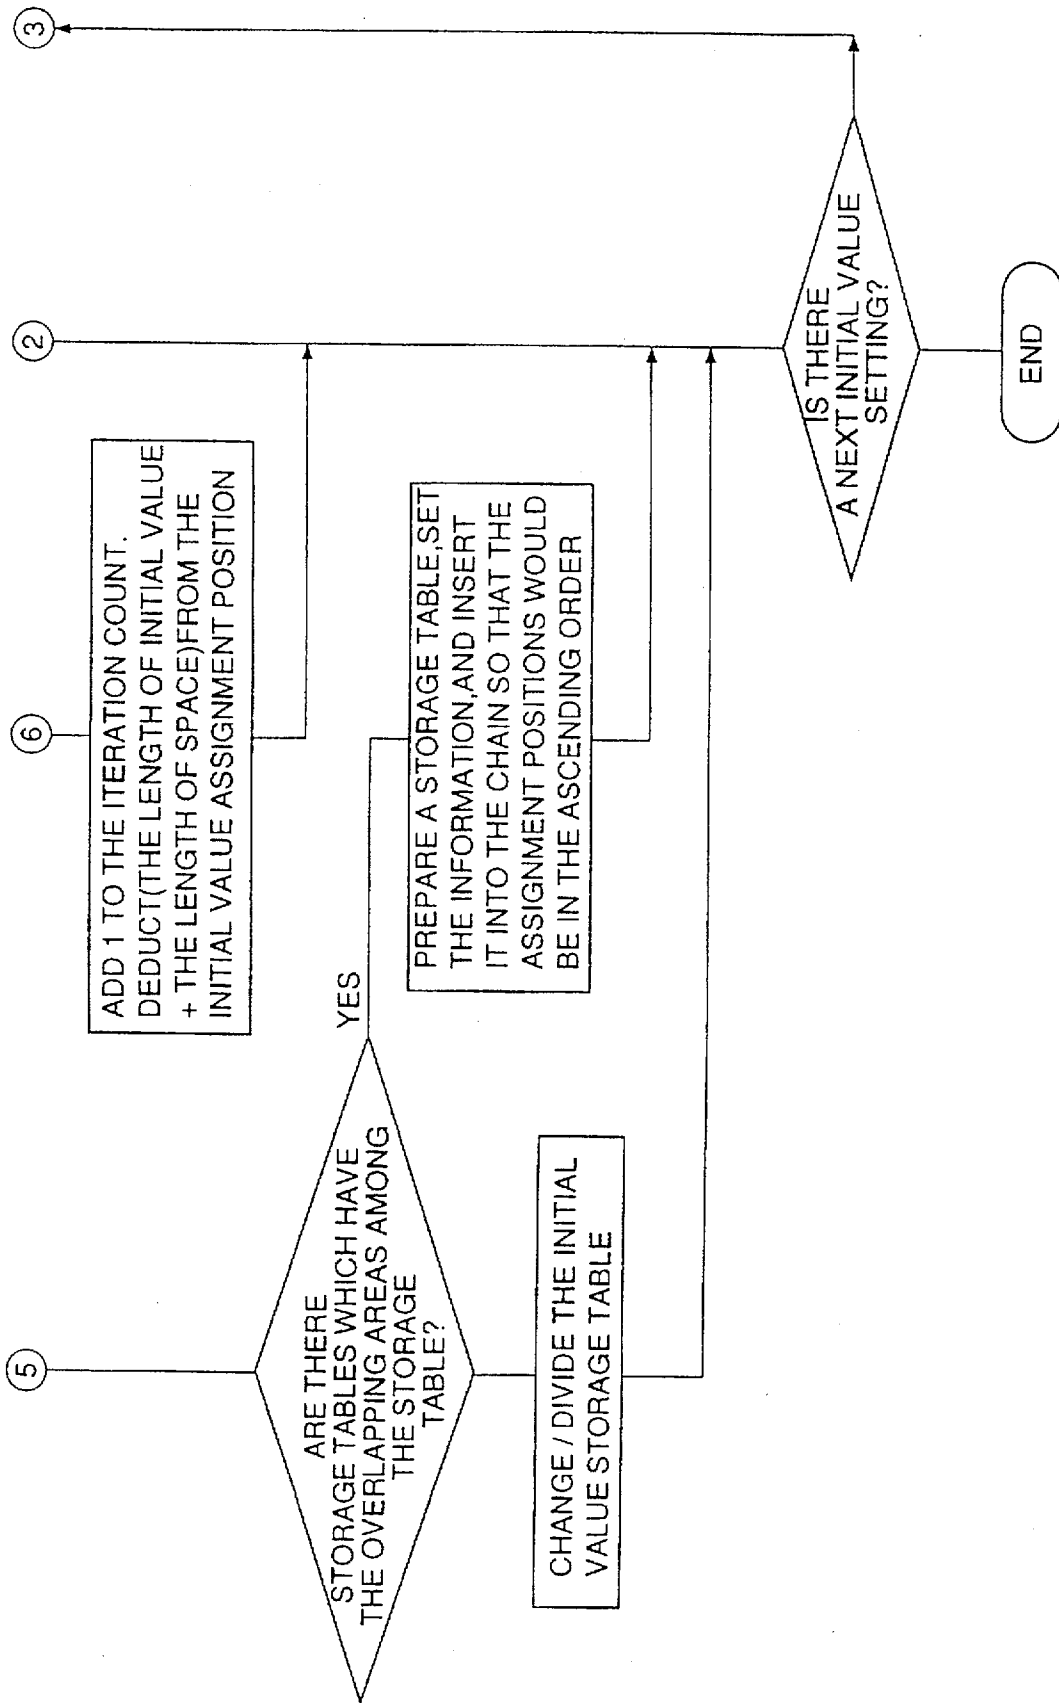 5
6
2
3
ADD 1 TO THE ITERATION COUNT.
DEDUCT(THE LENGTH OF INITIAL VALUE
+ THE LENGTH OF SPACE)FROM THE
INITIAL VALUE ASSIGNMENT POSITION
ARE THERE
STORAGE TABLES WHICH HAVE
THE OVERLAPPING AREAS AMONG
THE STORAGE
TABLE?
YES
PREPARE A STORAGE TABLE,SET
THE INFORMATION,AND INSERT
IT INTO THE CHAIN SO THAT THE
ASSIGNMENT POSITIONS WOULD
BE IN THE ASCENDING ORDER
CHANGE / DIVIDE THE INITIAL
VALUE STORAGE TABLE
IS THERE
A NEXT INITIAL VALUE
SETTING?
END